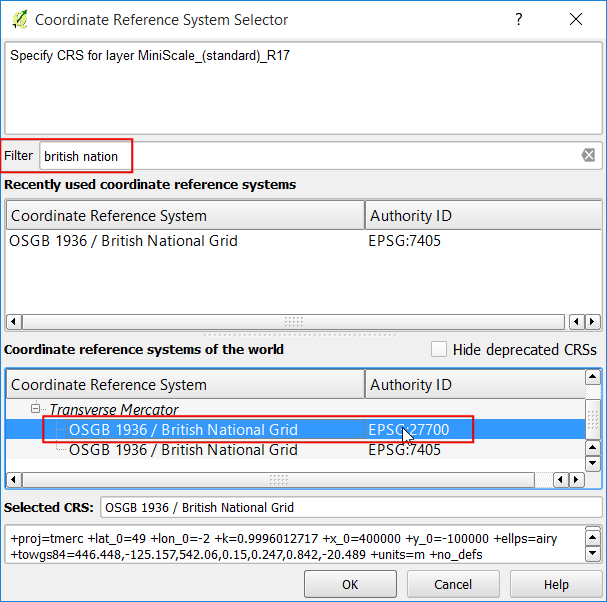 Coordinate Reference System Selector ?
Specify CRS for layer MiniScale_(standard)_R17
Filter british nation
Recently used coordinate reference systems
Coordinate Reference System Authority ID
OSGB 1936 / British National Grid EPSG:7405
Coordinate reference systems of the world Hide deprecated CRSs
Coordinate Reference System Authority ID
Transverse Mercator
OSGB 1936 / British National Grid EPSG:27700
OSGB 1936 / British National Grid EPSG:7405
Selected CRS: OSGB 1936 / British National Grid
+proj=tmerc +lat_0=49 +lon_0=-2 +k=0.9996012717 +x_0=400000 +y_0=-100000 +ellps=airy
+towgs84=446.448,-125.157,542.06,0.15,0.247,0.842,-20.489 +units=m +no_defs
OK Cancel Help